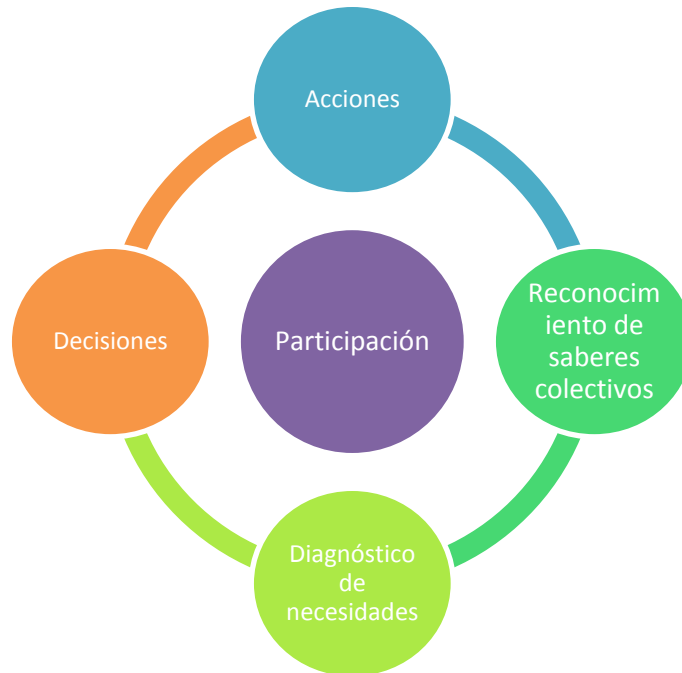 Acciones
Decisiones
Participación
Reconocim
iento de
saberes
colectivos
Diagnóstico
de
necesidades